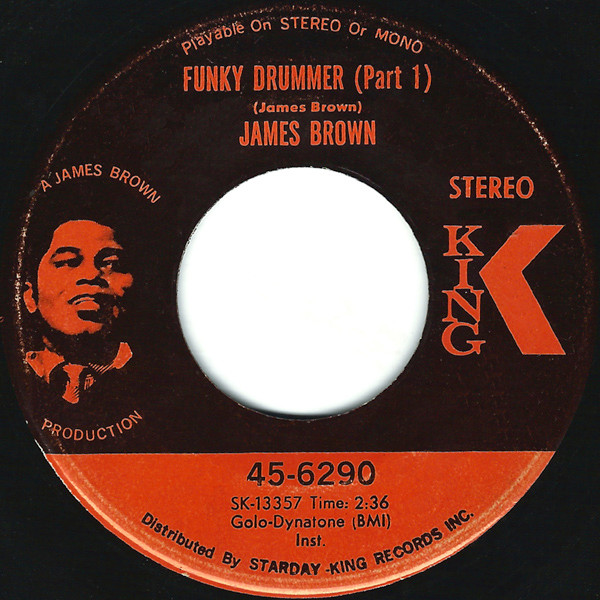 Playable On STEREO Or MONO
FUNKY DRUMMER (Part 1)
(James Brown)
JAMES BROWN
A JAMES BROWN
PRODUCTION
STEREO
KING
45-6290
SK-13357 Time: 2:36
Golo-Dynatone (BMI)
Inst.
Distributed By STARDAY-KING RECORDS INC.